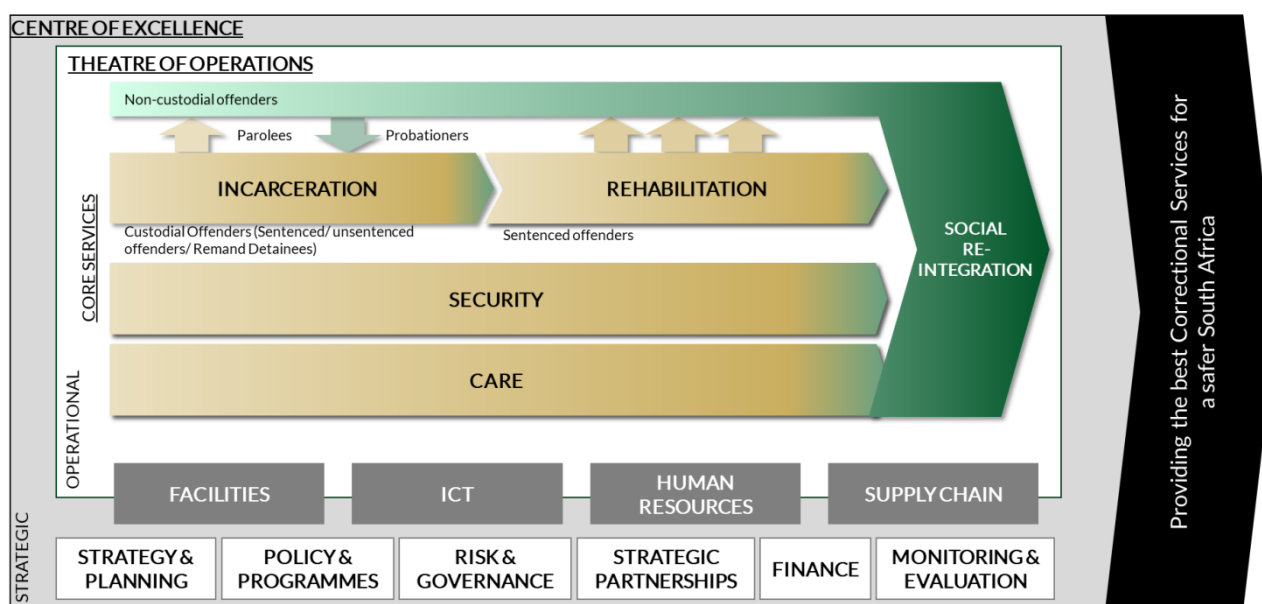 CENTRE OF EXCELLENCE
THEATRE OF OPERATIONS
Non-custodial offenders
Parolees
Probationers
INCARCERATION
REHABILITATION
Custodial Offenders (Sentenced/ unsentenced
offenders/ Remand Detainees)
Sentenced offenders
SECURITY
CARE
SOCIAL
RE-
INTEGRATION
CORE SERVICES
OPERATIONAL
FACILITIES
ICT
HUMAN
RESOURCES
SUPPLY CHAIN
STRATEGIC
STRATEGY &
PLANNING
POLICY &
PROGRAMMES
RISK &
GOVERNANCE
STRATEGIC
PARTNERSHIPS
FINANCE
MONITORING &
EVALUATION
Providing the best Correctional Services for
a safer South Africa